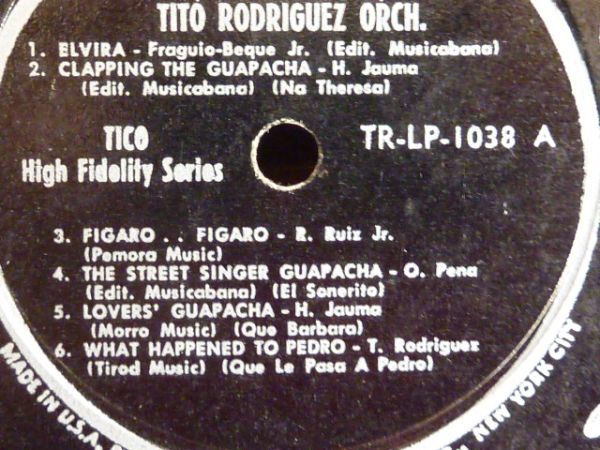 TITO RODRIGUEZ ORCH.
1. ELVIRA - Fraguio-Beque Jr. (Edit. Musicabana)
2. CLAPPING THE GUAPACHA - H. Jauma
(Edit. Musicabana) (Na Theresa)
TICO
High Fidelity Series
TR-LP-1038 A
3. FIGARO . . FIGARO - R. Ruiz Jr.
(Pemora Music)
4. THE STREET SINGER GUAPACHA - O. Pena
(Edit. Musicabana) (El Sonerito)
5. LOVERS' GUAPACHA - H. Jauma
(Morro Music) (Que Barbara)
6. WHAT HAPPENED TO PEDRO - T. Rodriguez
(Tirod Music) (Que Le Pasa A Pedro)
MADE IN U.S.A.
NEW YORK CITY